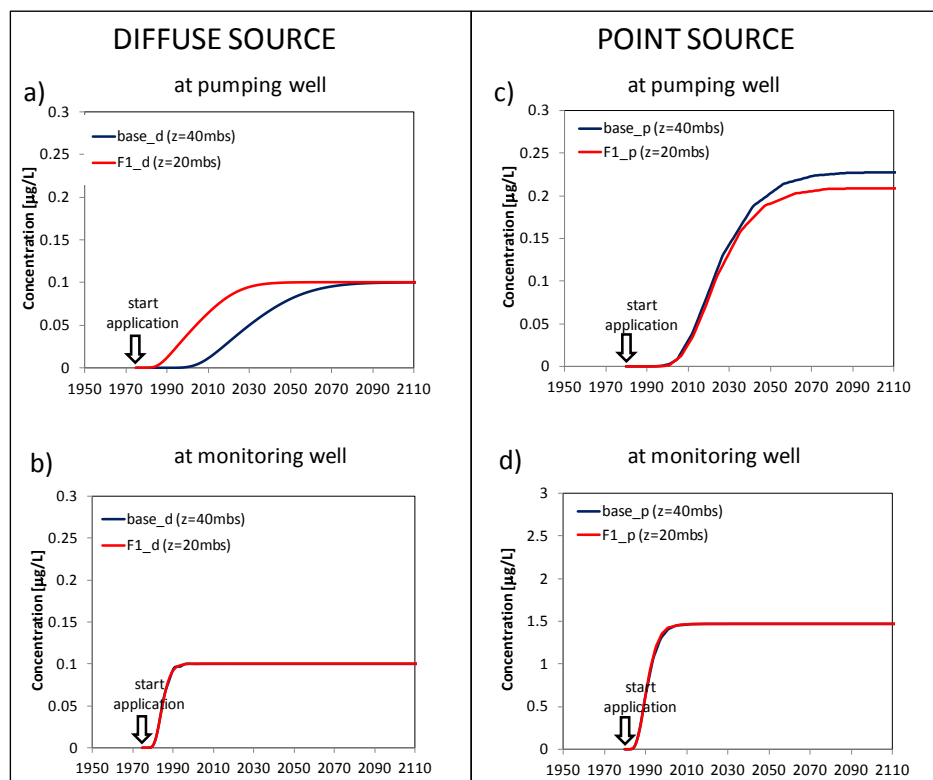 DIFFUSE SOURCE
a)
at pumping well
0.3
0.25
0.2
0.15
0.1
0.05
0
Concentration [µg/L]
base_d (z=40mbs)
F1_d (z=20mbs)
start
application
1950 1970 1990 2010 2030 2050 2070 2090 2110
b)
at monitoring well
0.3
0.25
0.2
0.15
0.1
0.05
0
Concentration [µg/L]
base_d (z=40mbs)
F1_d (z=20mbs)
start
application
1950 1970 1990 2010 2030 2050 2070 2090 2110
POINT SOURCE
c)
at pumping well
0.3
0.25
0.2
0.15
0.1
0.05
0
Concentration [µg/L]
base_p (z=40mbs)
F1_p (z=20mbs)
start
application
1950 1970 1990 2010 2030 2050 2070 2090 2110
d)
at monitoring well
3
2.5
2
1.5
1
0.5
0
Concentration [µg/L]
base_p (z=40mbs)
F1_p (z=20mbs)
start
application
1950 1970 1990 2010 2030 2050 2070 2090 2110